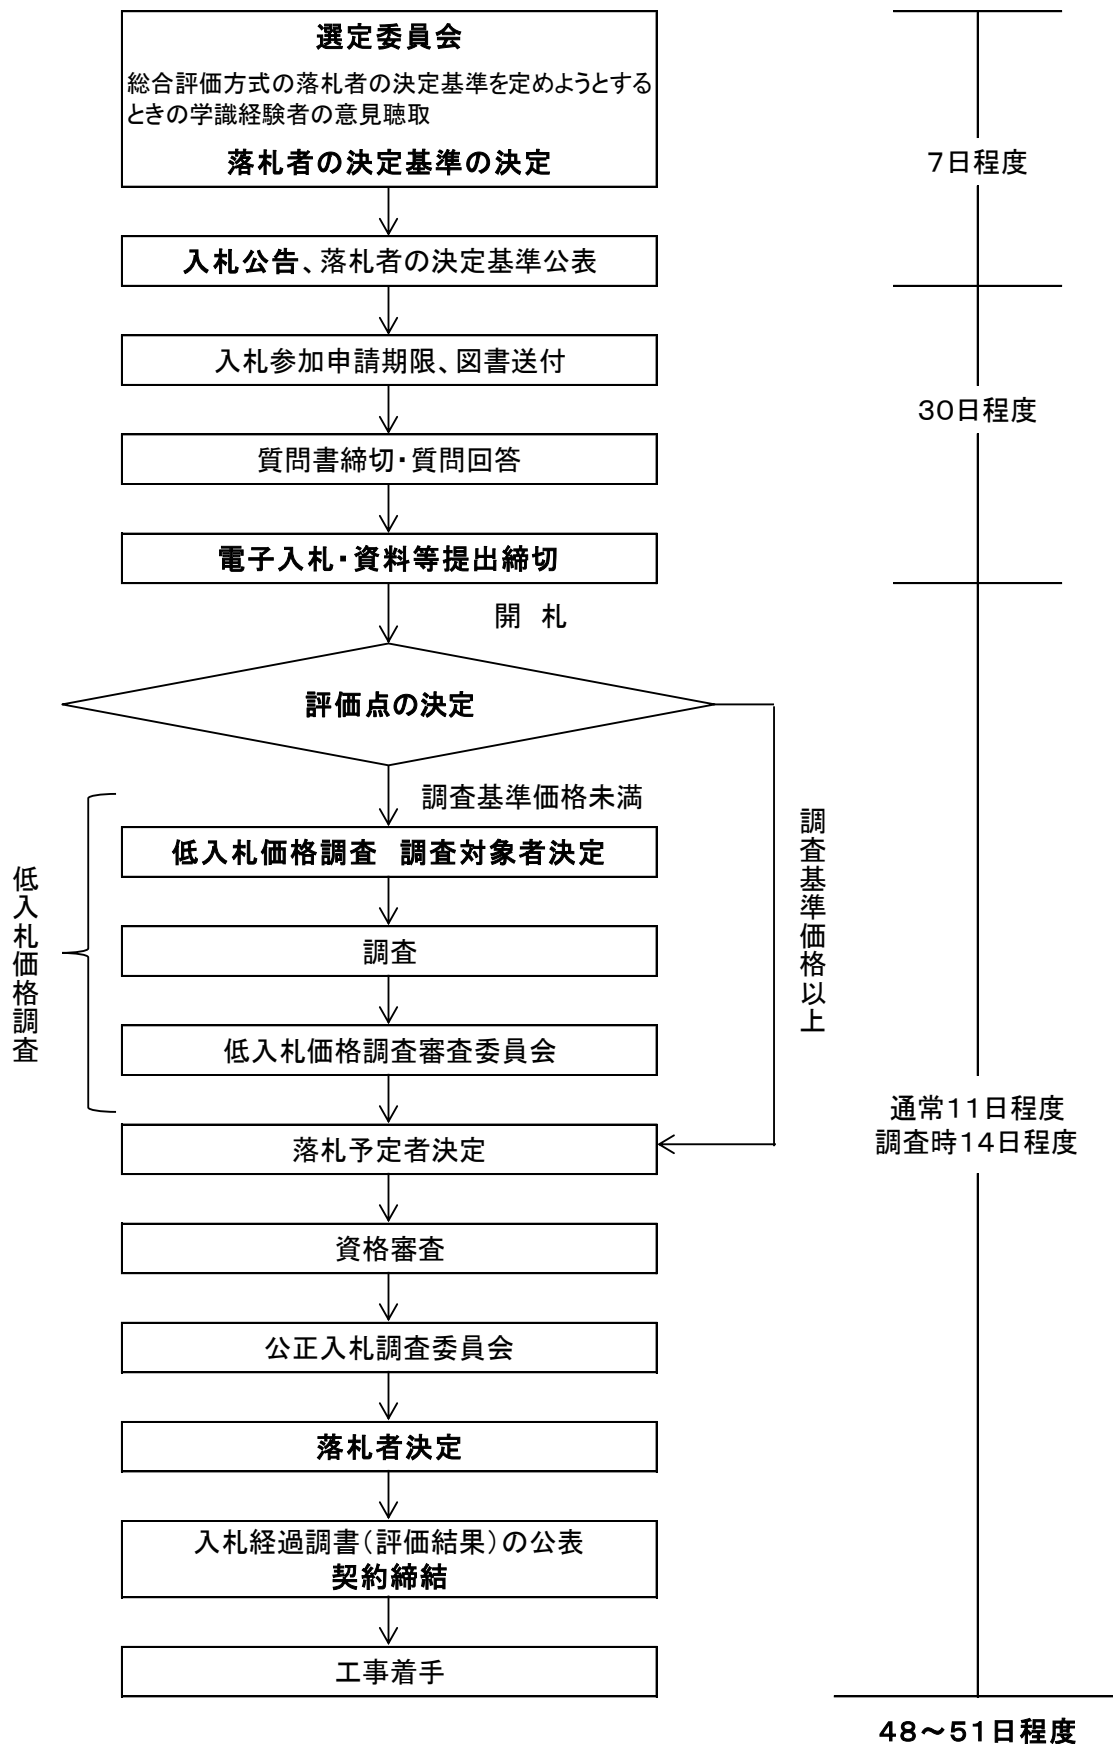 選定委員会
総合評価方式の落札者の決定基準を定めようとする
ときの学識経験者の意見聴取
落札者の決定基準の決定
7日程度
入札公告、落札者の決定基準公表
入札参加申請期限、図書送付
30日程度
質問書締切・質問回答
電子入札・資料等提出締切
開 札
評価点の決定
調査基準価格未満
調査基準価格以上
低入札価格調査
低入札価格調査 調査対象者決定
調査
低入札価格調査審査委員会
通常11日程度
調査時14日程度
落札予定者決定
資格審査
公正入札調査委員会
落札者決定
入札経過調書（評価結果）の公表
契約締結
工事着手
48～51日程度